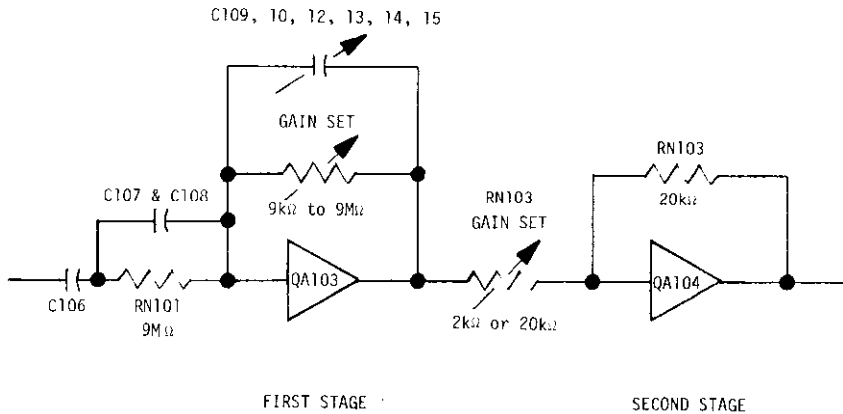 C109, 10, 12, 13, 14, 15
GAIN SET
9kΩ to 9MΩ
C107 & C108
C106
RN101
9MΩ
QA103
RN103
GAIN SET
2kΩ or 20kΩ
RN103
20kΩ
QA104
FIRST STAGE
SECOND STAGE